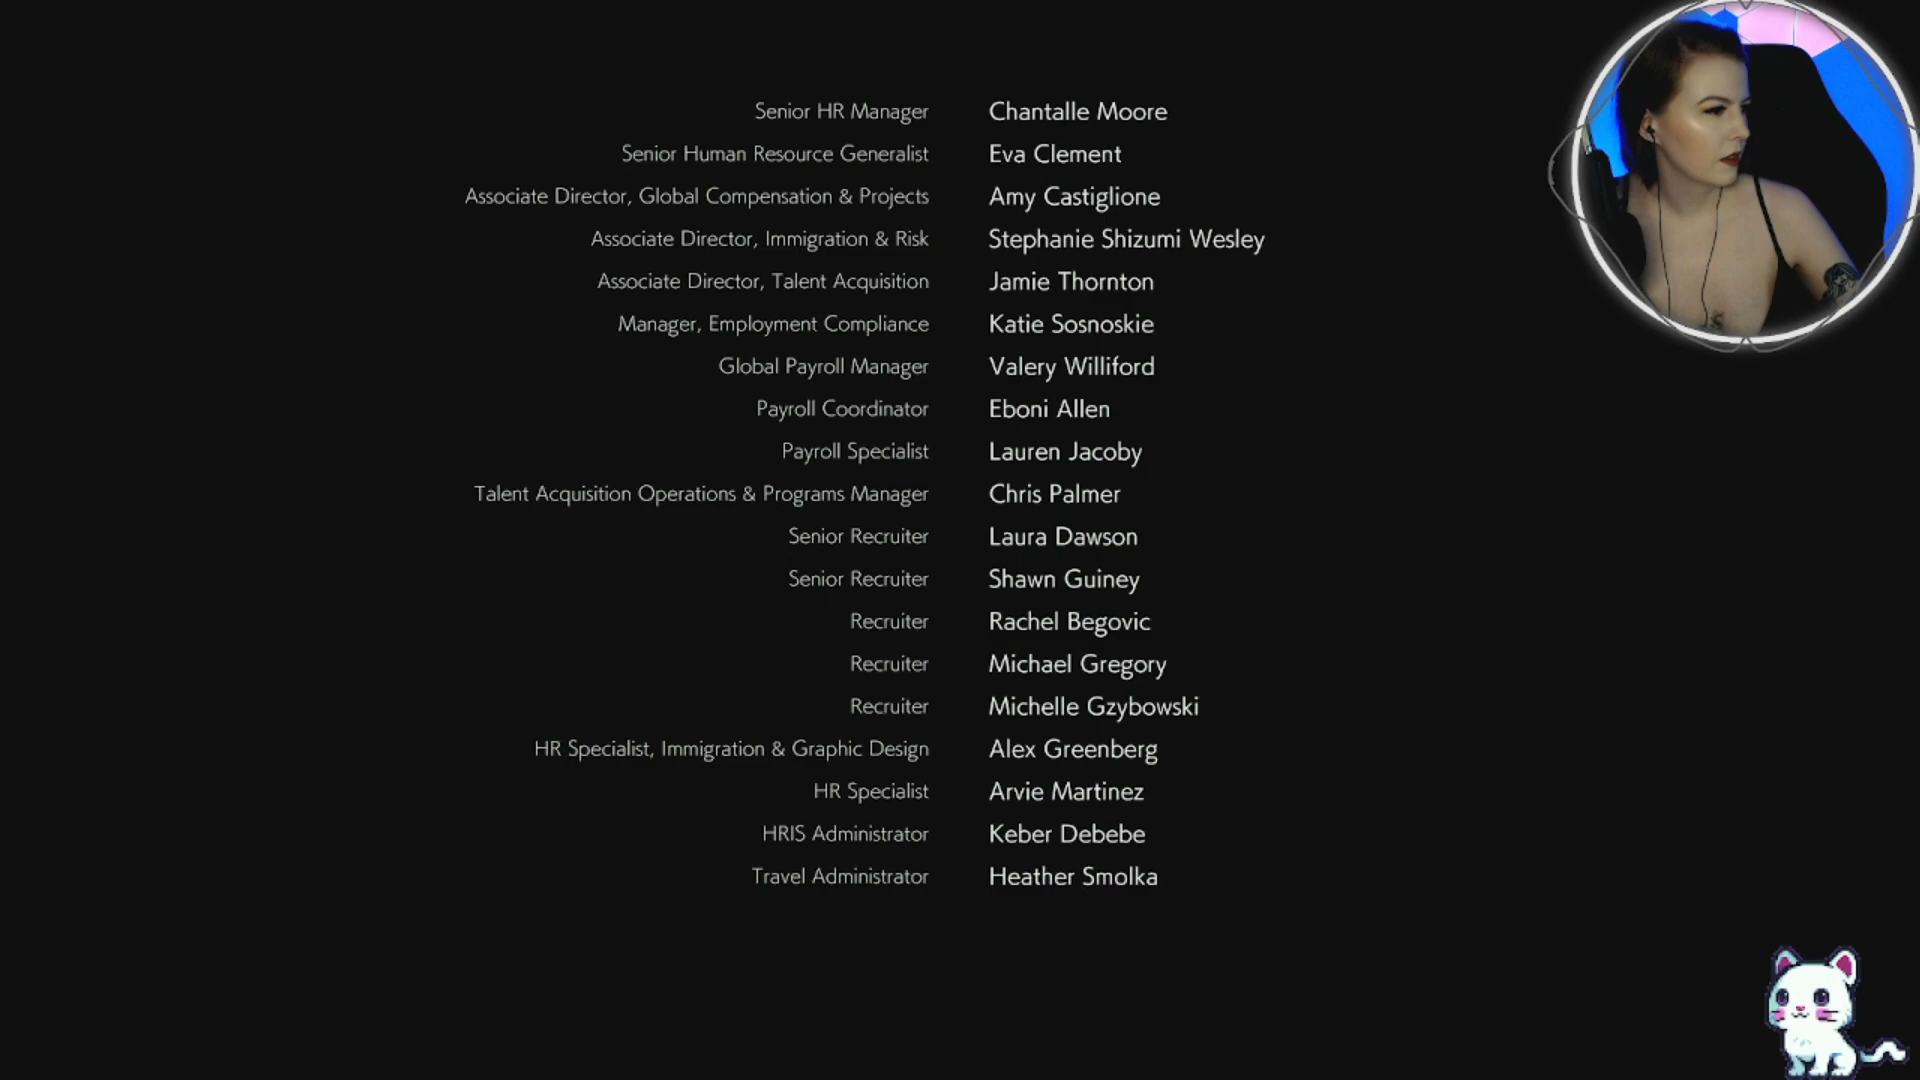 Senior HR Manager Chantalle Moore
Senior Human Resource Generalist Eva Clement
Associate Director, Global Compensation & Projects Amy Castiglione
Associate Director, Immigration & Risk Stephanie Shizumi Wesley
Associate Director, Talent Acquisition Jamie Thornton
Manager, Employment Compliance Katie Sosnoskie
Global Payroll Manager Valery Williford
Payroll Coordinator Eboni Allen
Payroll Specialist Lauren Jacoby
Talent Acquisition Operations & Programs Manager Chris Palmer
Senior Recruiter Laura Dawson
Senior Recruiter Shawn Guiney
Recruiter Rachel Begovic
Recruiter Michael Gregory
Recruiter Michelle Gzybowski
HR Specialist, Immigration & Graphic Design Alex Greenberg
HR Specialist Arvie Martinez
HRIS Administrator Keber Debebe
Travel Administrator Heather Smolka